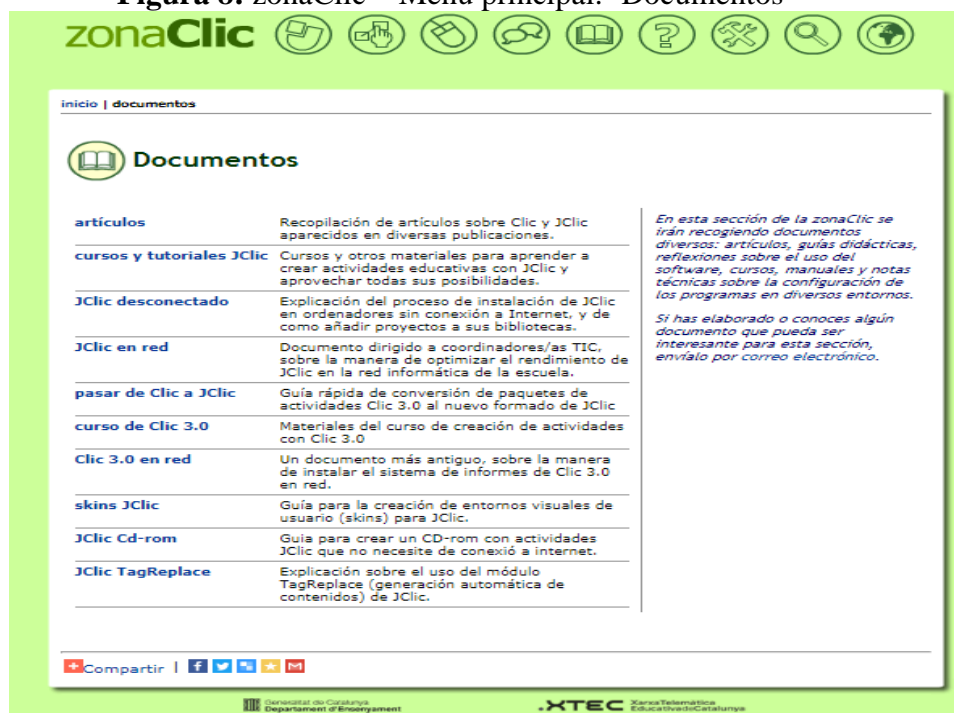 Figura 8: zonaClic – Menú principal: Documentos
zonaClic
inicio | documentos
Documentos
artículos
Recopilación de artículos sobre Clic y JClic
aparecidos en diversas publicaciones.
cursos y tutoriales JClic
Cursos y otros materiales para aprender a
crear actividades educativas con JClic y
aprovechar todas sus posibilidades.
JClic desconectado
Explicación del proceso de instalación de JClic
en ordenadores sin conexión a Internet, y de
como añadir proyectos a sus bibliotecas.
JClic en red
Documento dirigido a coordinadores/as TIC,
sobre la manera de optimizar el rendimiento de
JClic en la red informática de la escuela.
pasar de Clic a JClic
Guía rápida de conversión de paquetes de
actividades Clic 3.0 al nuevo formado de JClic
curso de Clic 3.0
Materiales del curso de creación de actividades
con Clic 3.0
Clic 3.0 en red
Un documento más antiguo, sobre la manera
de instalar el sistema de informes de Clic 3.0
en red.
skins JClic
Guía para la creación de entornos visuales de
usuario (skins) para JClic.
JClic Cd-rom
Guia para crear un CD-rom con actividades
JClic que no necesite de conexió a internet.
JClic TagReplace
Explicación sobre el uso del módulo
TagReplace (generación automática de
contenidos) de JClic.
En esta sección de la zonaClic se
irán recogiendo documentos
diversos: artículos, guías didácticas,
reflexiones sobre el uso del
software, cursos, manuales y notas
técnicas sobre la configuración de
los programas en diversos entornos.
Si has elaborado o conoces algún
documento que pueda ser
interesante para esta sección,
envíalo por correo electrónico.
Compartir |
Generalitat de Catalunya
Departament d'Ensenyament
.XTEC
XarxaTelemàtica
EducativadeCatalunya